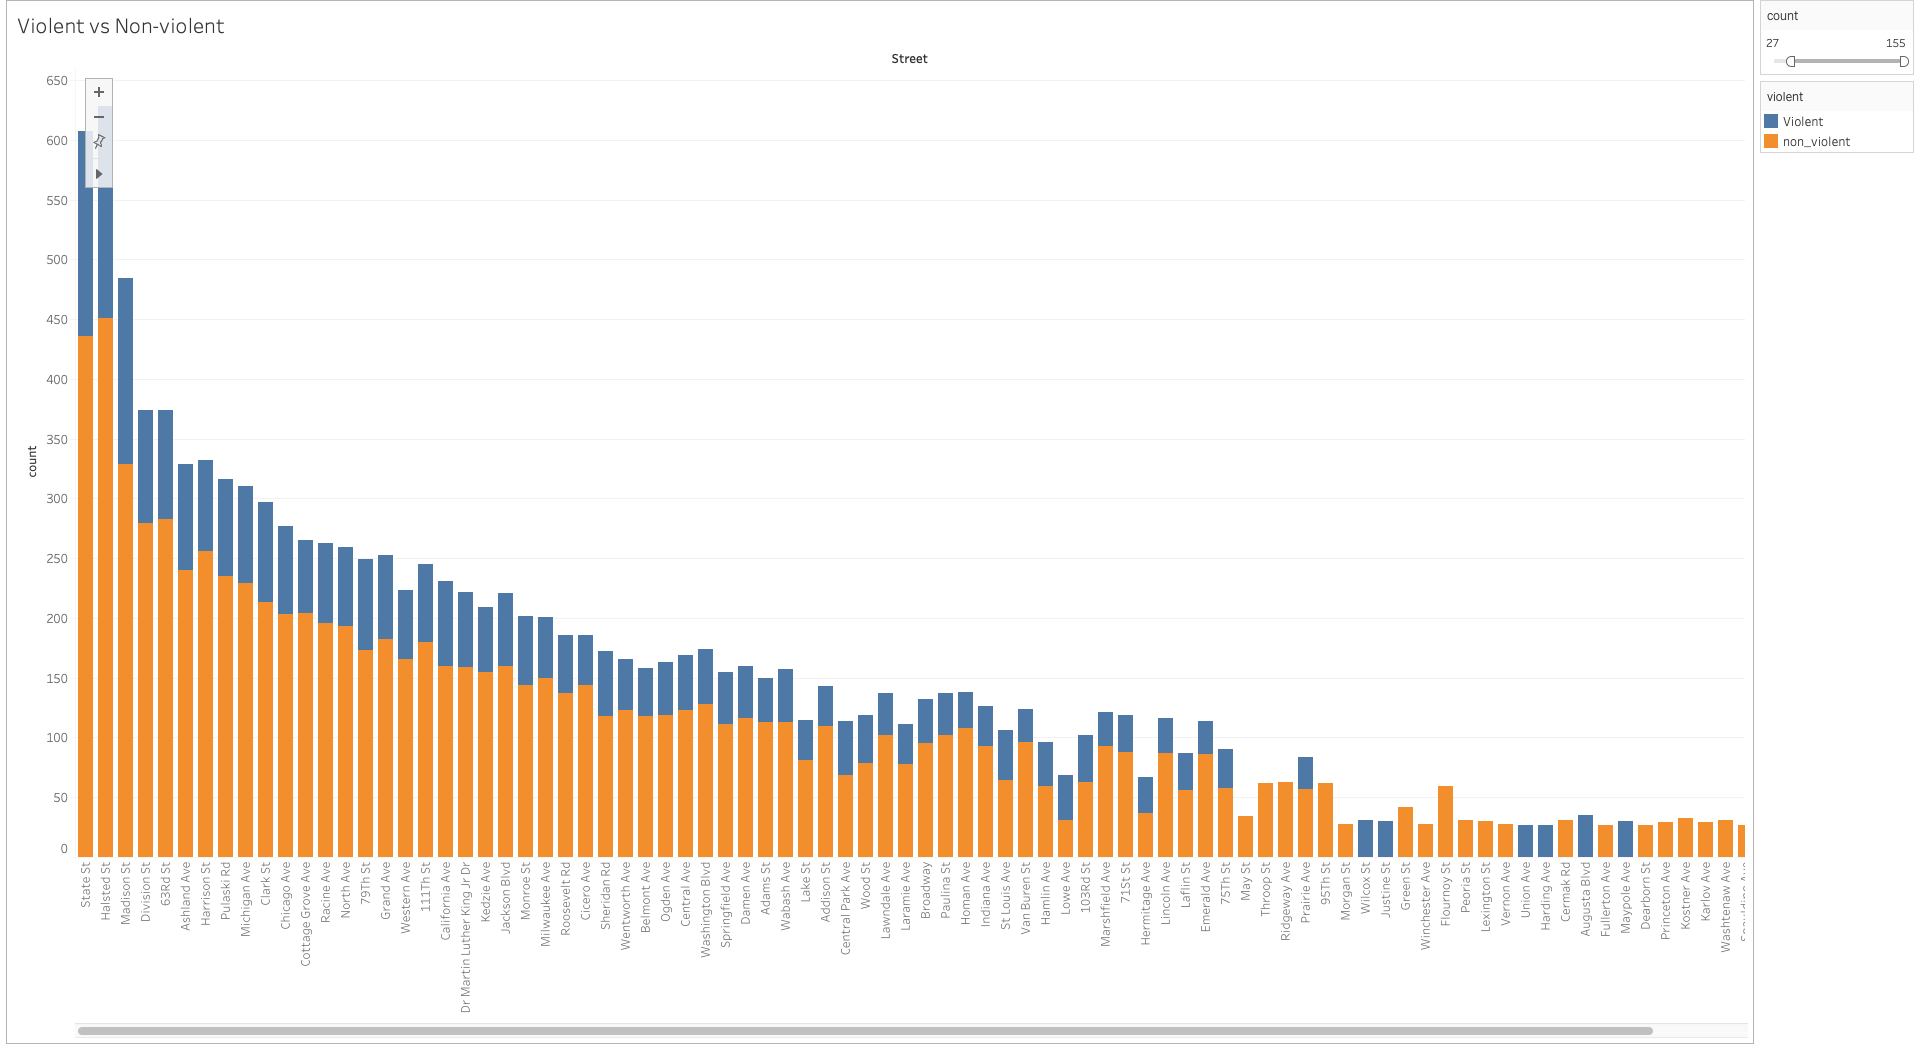 Violent vs Non-violent
Street
count
650
600
550
500
450
400
350
300
250
200
150
100
50
0
State St
Halsted St
Madison St
Division St
63Rd St
Ashland Ave
Harrison St
Pulaski Rd
Michigan Ave
Clark St
Chicago Ave
Cottage Grove Ave
Racine Ave
North Ave
79Th St
Grand Ave
Western Ave
111Th St
California Ave
Dr Martin Luther King Jr Dr
Kedzie Ave
Jackson Blvd
Monroe St
Milwaukee Ave
Roosevelt Rd
Cicero Ave
Sheridan Rd
Wentworth Ave
Belmont Ave
Ogden Ave
Central Ave
Washington Blvd
Springfield Ave
Damen Ave
Adams St
Wabash Ave
Lake St
Addison St
Central Park Ave
Wood St
Lawndale Ave
Laramie Ave
Broadway
Paulina St
Homan Ave
Indiana Ave
St Louis Ave
Van Buren St
Hamlin Ave
Lowe Ave
103Rd St
Marshfield Ave
71St St
Hermitage Ave
Lincoln Ave
Laflin St
Emerald Ave
75Th St
May St
Throop St
Ridgeway Ave
Prairie Ave
95Th St
Morgan St
Wilcox St
Justine St
Green St
Winchester Ave
Flournoy St
Peoria St
Lexington St
Vernon Ave
Union Ave
Harding Ave
Cermak Rd
Augusta Blvd
Fullerton Ave
Maypole Ave
Dearborn St
Princeton Ave
Kostner Ave
Karlov Ave
Washtenaw Ave
count
27 155
violent
Violent
non_violent